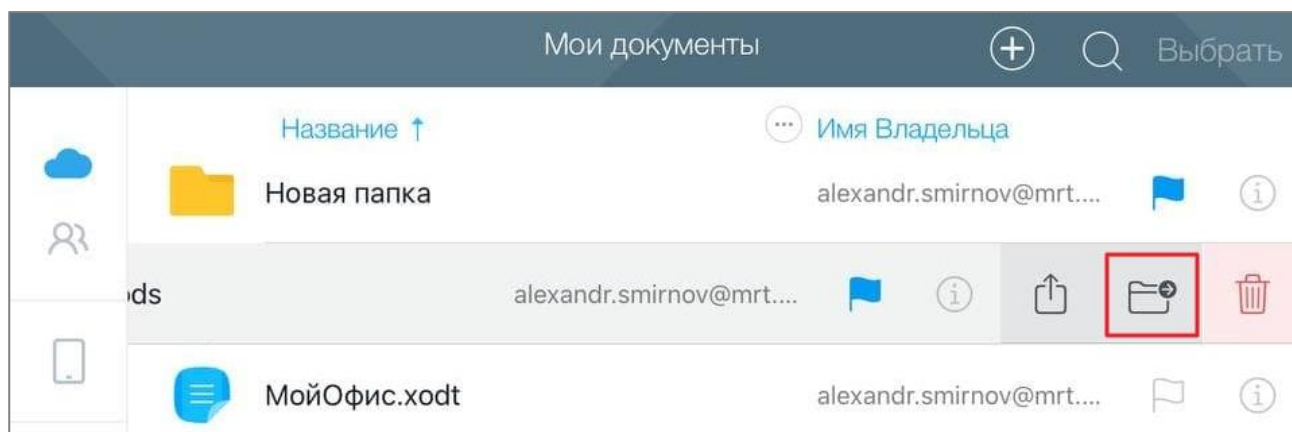 Мои документы Выбрать
Название ↑ Имя Владельца
Новая папка alexandr.smirnov@mrt....
ods alexandr.smirnov@mrt....
МойОфис.xodt alexandr.smirnov@mrt....